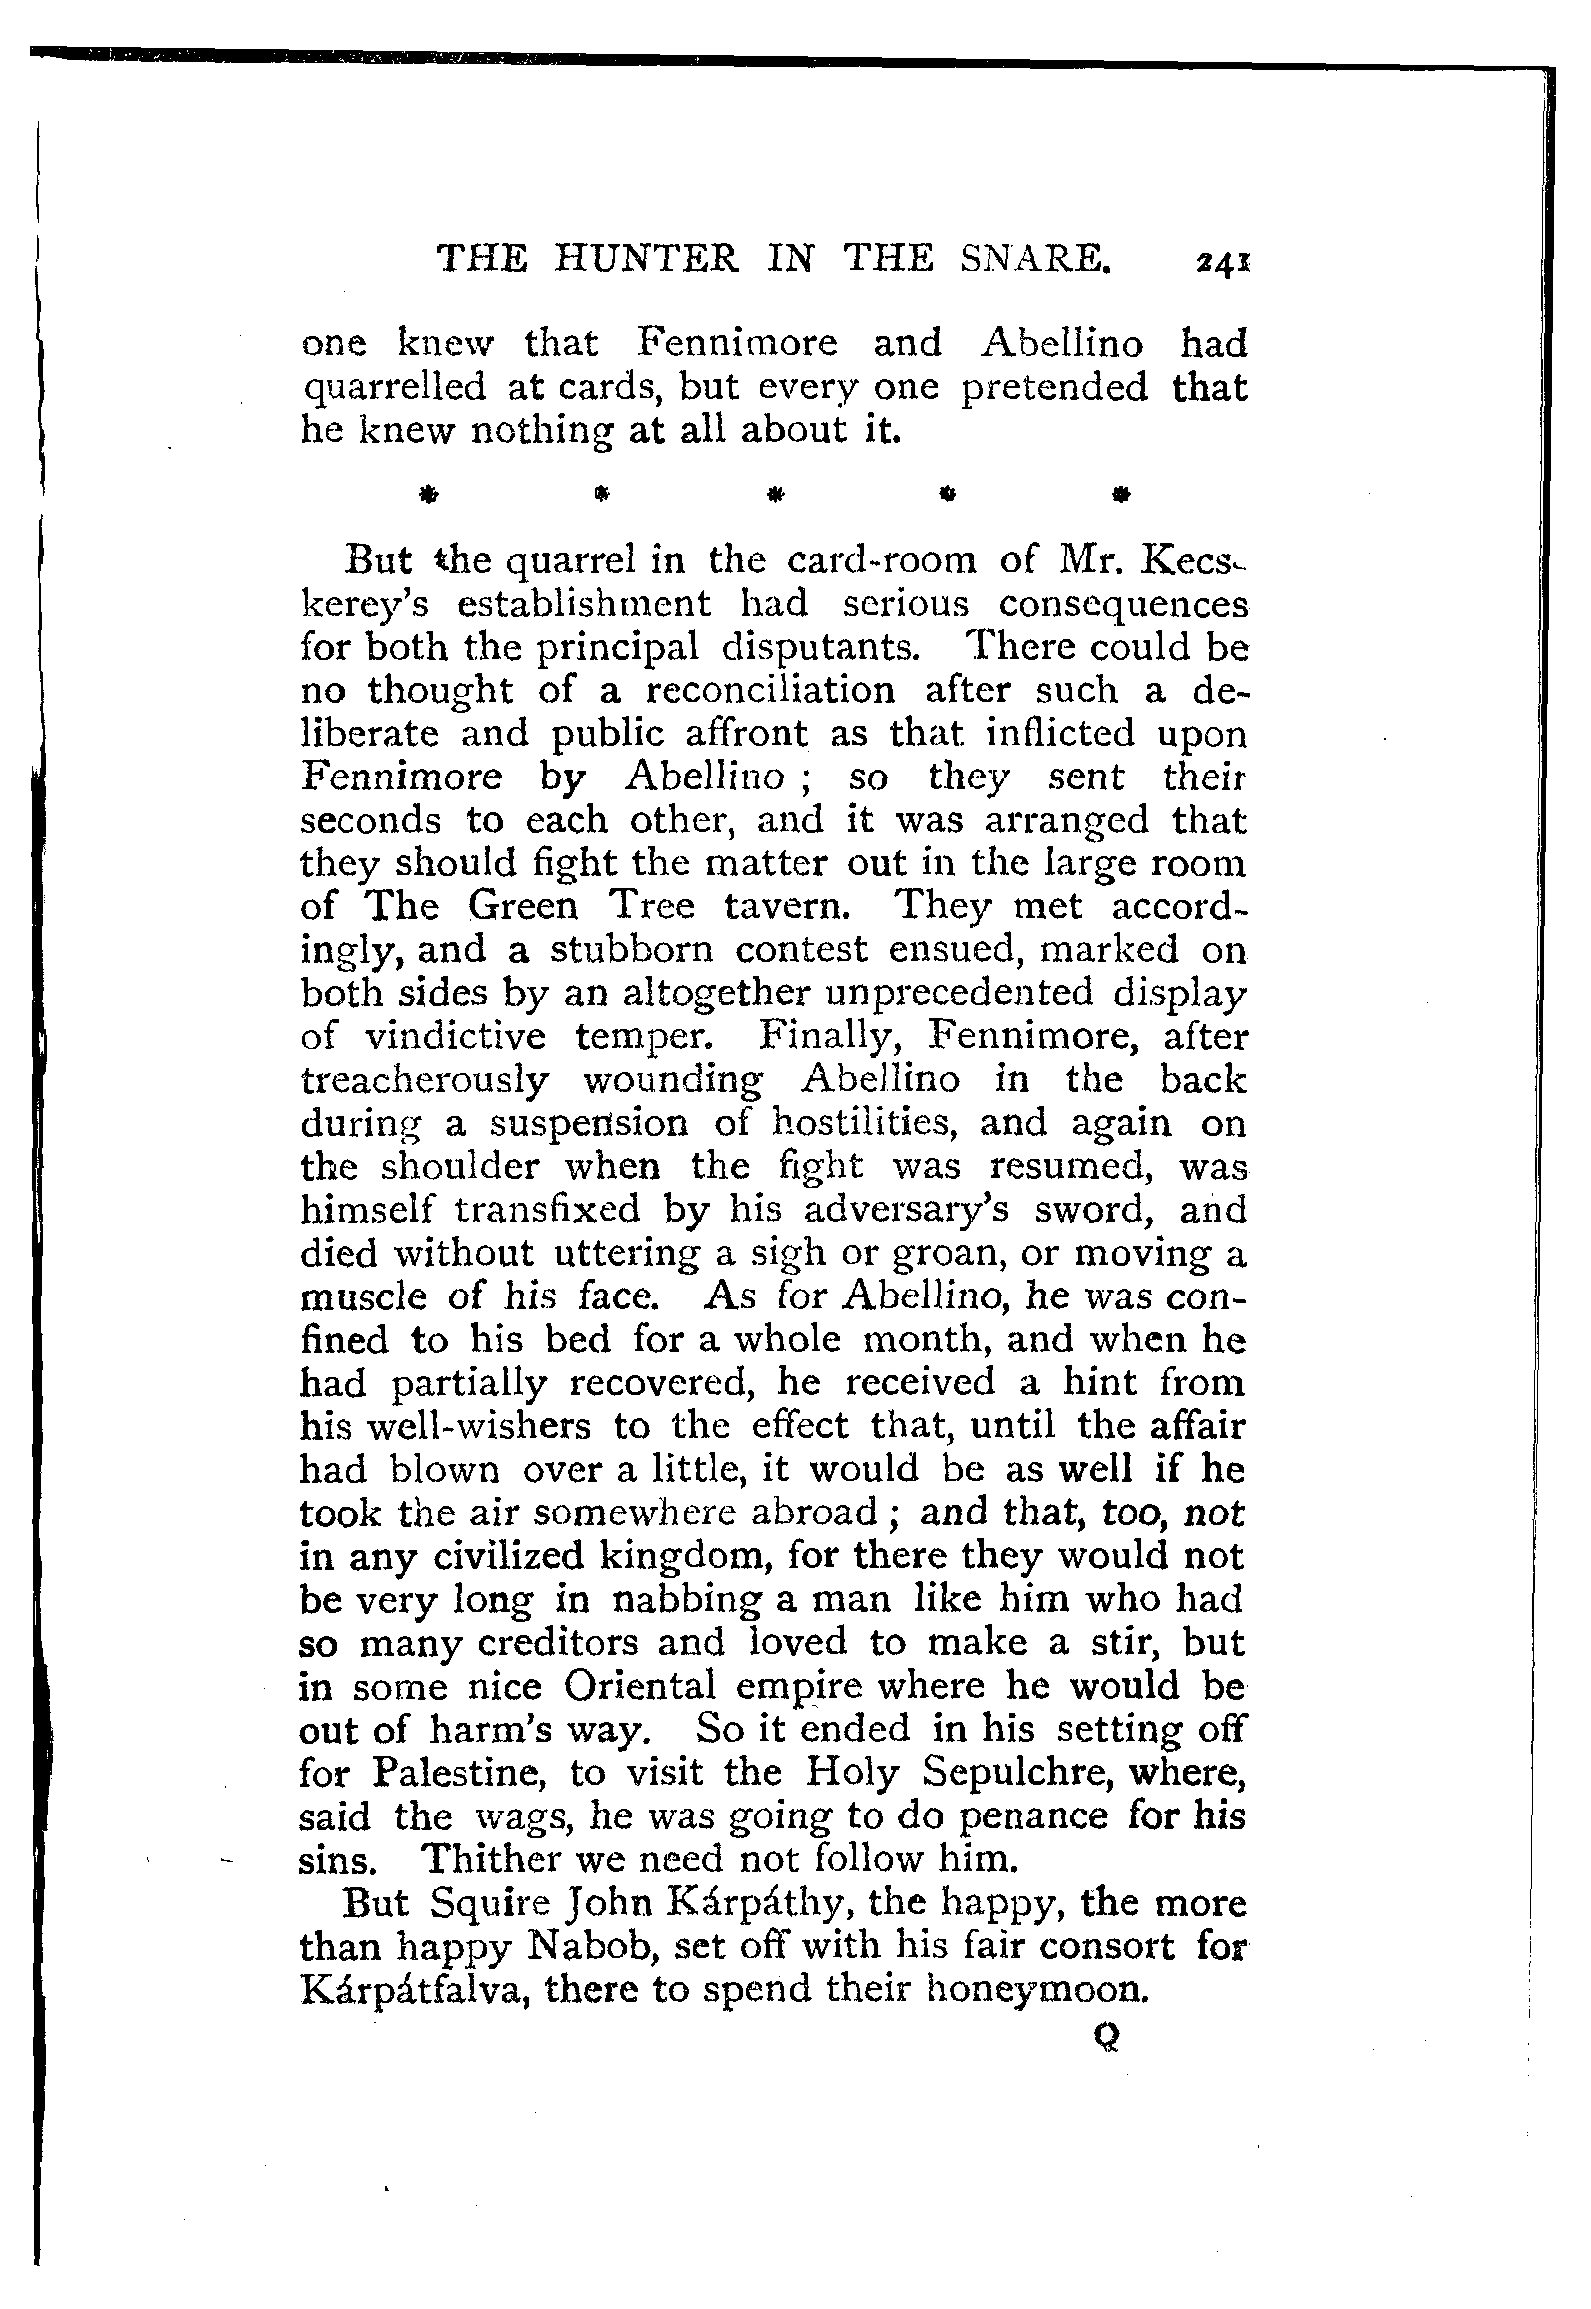 THE HUNTER IN THE SNARE. 241
one knew that Fennimore and Abellino had
quarrelled at cards, but every one pretended that
he knew nothing at all about it.
* * * * *
But the quarrel in the card-room of Mr. Kecs-
kerey's establishment had serious consequences
for both the principal disputants. There could be
no thought of a reconciliation after such a de-
liberate and public affront as that inflicted upon
Fennimore by Abellino ; so they sent their
seconds to each other, and it was arranged that
they should fight the matter out in the large room
of The Green Tree tavern. They met accord-
ingly, and a stubborn contest ensued, marked on
both sides by an altogether unprecedented display
of vindictive temper. Finally, Fennimore, after
treacherously wounding Abellino in the back
during a suspension of hostilities, and again on
the shoulder when the fight was resumed, was
himself transfixed by his adversary's sword, and
died without uttering a sigh or groan, or moving a
muscle of his face. As for Abellino, he was con-
fined to his bed for a whole month, and when he
had partially recovered, he received a hint from
his well-wishers to the effect that, until the affair
had blown over a little, it would be as well if he
took the air somewhere abroad ; and that, too, not
in any civilized kingdom, for there they would not
be very long in nabbing a man like him who had
so many creditors and loved to make a stir, but
in some nice Oriental empire where he would be
out of harm's way. So it ended in his setting off
for Palestine, to visit the Holy Sepulchre, where,
said the wags, he was going to do penance for his
sins. Thither we need not follow him.
But Squire John Kárpáthy, the happy, the more
than happy Nabob, set off with his fair consort for
Kárpátfalva, there to spend their honeymoon.
Q